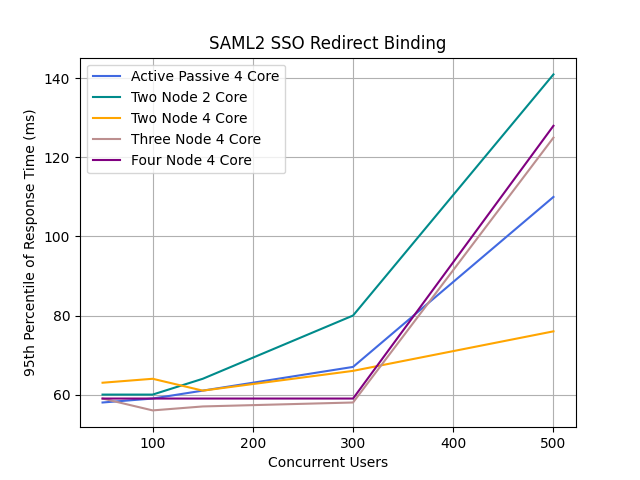 SAML2 SSO Redirect Binding
Active Passive 4 Core
Two Node 2 Core
Two Node 4 Core
Three Node 4 Core
Four Node 4 Core
95th Percentile of Response Time (ms)
140
120
100
80
60
100 200 300 400 500
Concurrent Users